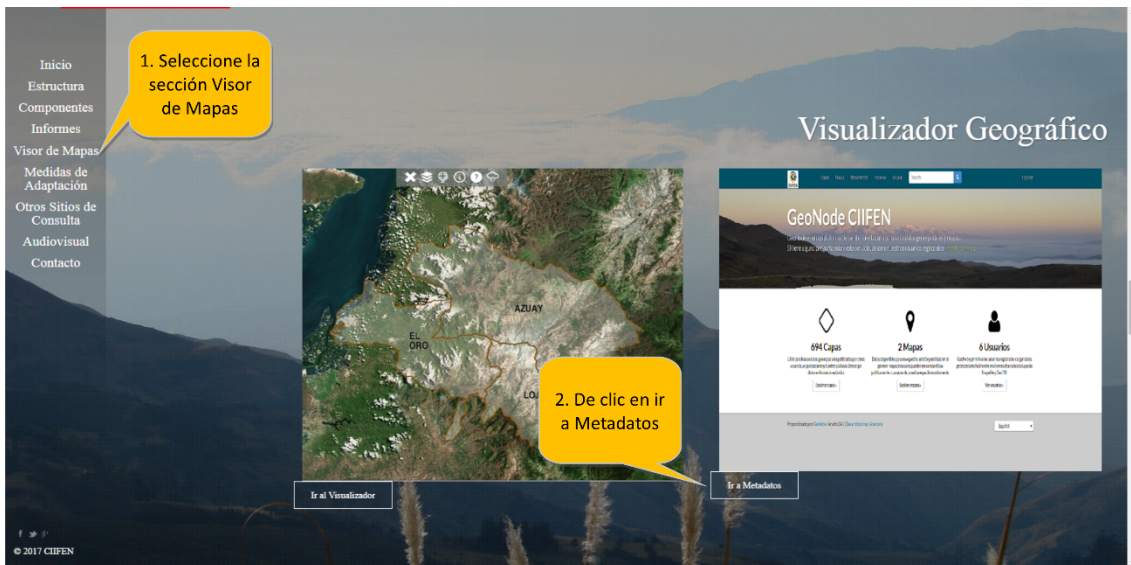 Inicio
Estructura
Componentes
Informes
Visor de Mapas
Medidas de
Adaptación
Otros Sitios de
Consulta
Audiovisual
Contacto
1. Seleccione la
sección Visor
de Mapas
Visualizador Geográfico
AZUAY
EL
ORO
LOJ
2. De clic en ir
a Metadatos
Ir al Visualizador
GeoNode CIIFEN
694 Capas
2 Mapas
6 Usuarios
Español
Ir a Metadatos
© 2017 CIIFEN